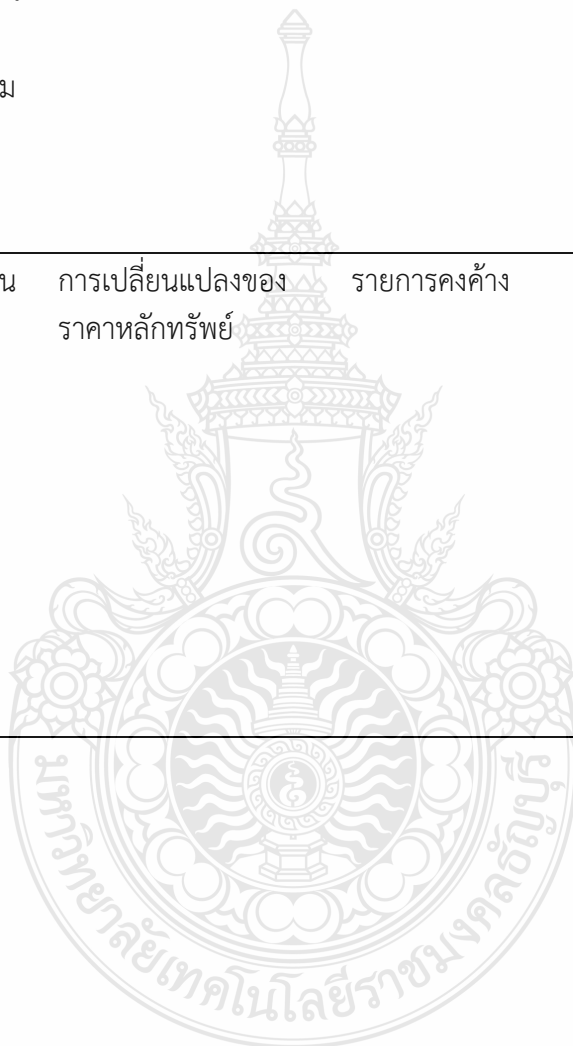 ม
น การเปลี่ยนแปลงของ รายการคงค้าง
ราคาหลักทรัพย์
มหาวิทยาลัยเทคโนโลยีราชมงคลธัญบุรี